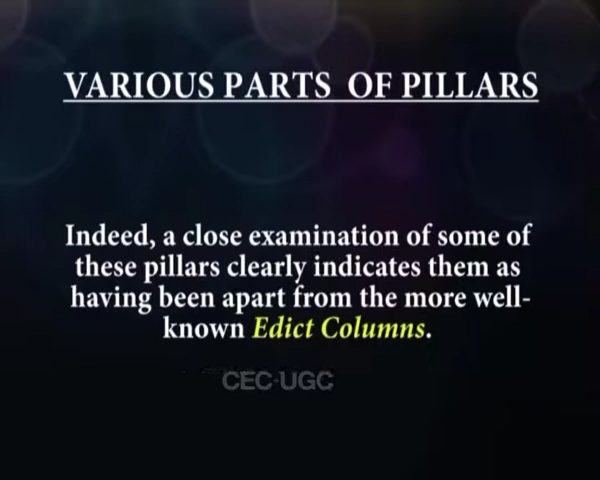 VARIOUS PARTS OF PILLARS
Indeed, a close examination of some of
these pillars clearly indicates them as
having been apart from the more well-
known Edict Columns.
CEC-UGC